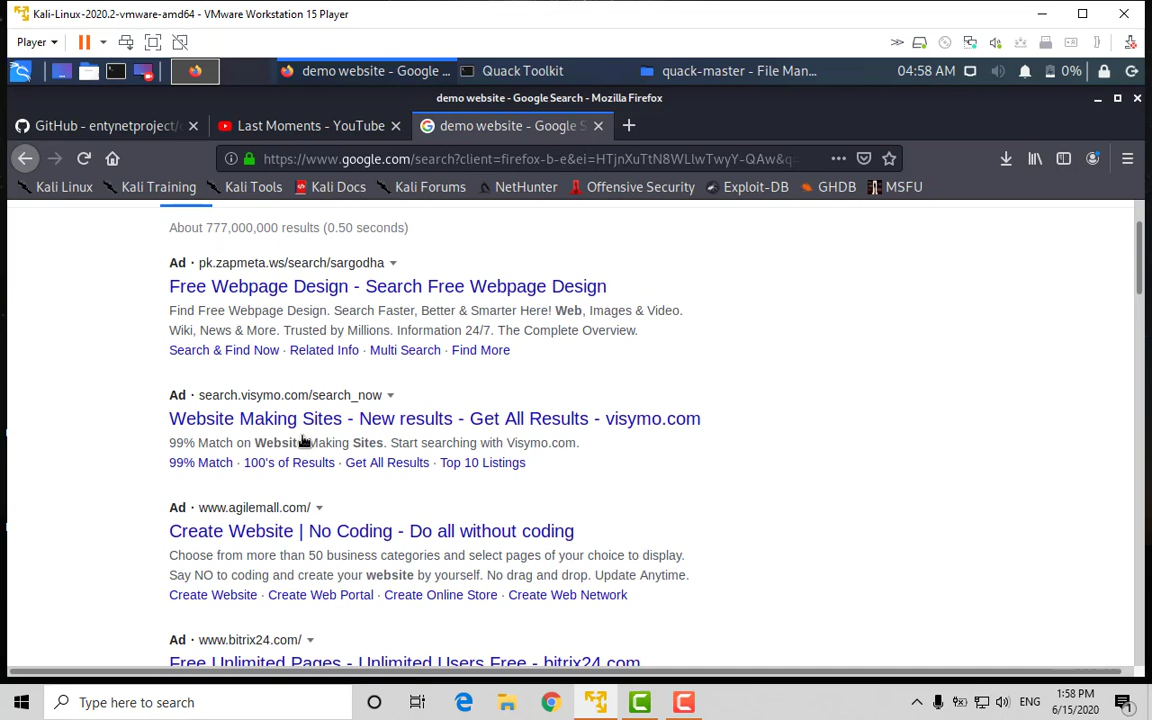 Kali-Linux-2020.2-vmware-amd64 - VMware Workstation 15 Player
Player
demo website - Google ...
Quack Toolkit
quack-master - File Man...
04:58 AM
0%
demo website - Google Search - Mozilla Firefox
GitHub - entynetproject/
Last Moments - YouTube
demo website - Google S
https://www.google.com/search?client=firefox-b-e&ei=HTjnXuTtN8WLlwTwyY-QAw&q=
Kali Linux
Kali Training
Kali Tools
Kali Docs
Kali Forums
NetHunter
Offensive Security
Exploit-DB
GHDB
MSFU
About 777,000,000 results (0.50 seconds)
Ad · pk.zapmeta.ws/search/sargodha
Free Webpage Design - Search Free Webpage Design
Find Free Webpage Design. Search Faster, Better & Smarter Here! Web, Images & Video.
Wiki, News & More. Trusted by Millions. Information 24/7. The Complete Overview.
Search & Find Now · Related Info · Multi Search · Find More
Ad · search.visymo.com/search_now
Website Making Sites - New results - Get All Results - visymo.com
99% Match on Website Making Sites. Start searching with Visymo.com.
99% Match · 100's of Results · Get All Results · Top 10 Listings
Ad · www.agilemall.com/
Create Website | No Coding - Do all without coding
Choose from more than 50 business categories and select pages of your choice to display.
Say NO to coding and create your website by yourself. No drag and drop. Update Anytime.
Create Website · Create Web Portal · Create Online Store · Create Web Network
Ad · www.bitrix24.com/
Free Unlimited Pages - Unlimited Users Free - bitrix24.com
Type here to search
ENG
1:58 PM
6/15/2020
1